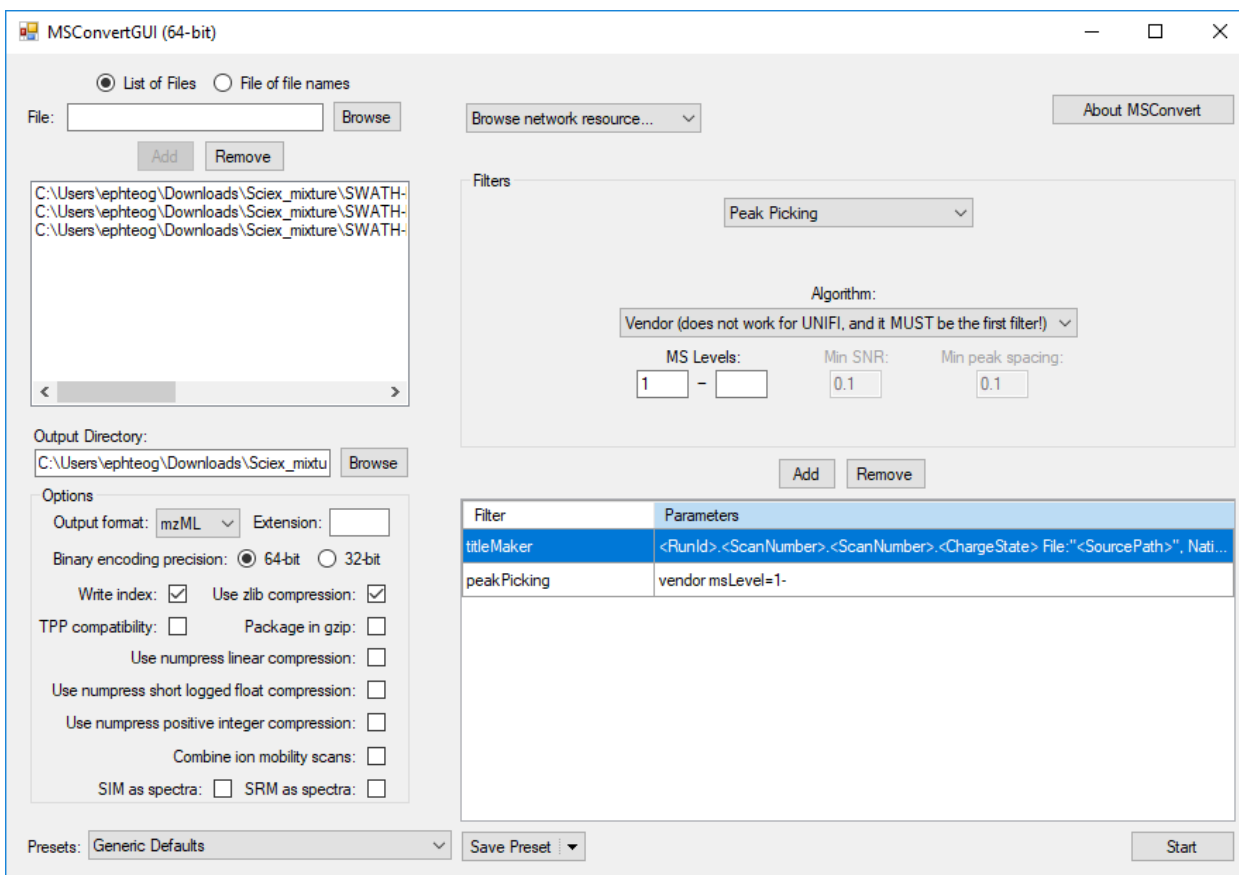 MSConvertGUI (64-bit)
List of Files File of file names
File: Browse
Add Remove
C:\Users\ephteog\Downloads\Sciex_mixture\SWATH-
C:\Users\ephteog\Downloads\Sciex_mixture\SWATH-
C:\Users\ephteog\Downloads\Sciex_mixture\SWATH-
Output Directory:
C:\Users\ephteog\Downloads\Sciex_mixtu Browse
Options
Output format: mzML Extension:
Binary encoding precision: 64-bit 32-bit
Write index: Use zlib compression:
TPP compatibility: Package in gzip:
Use numpress linear compression:
Use numpress short logged float compression:
Use numpress positive integer compression:
Combine ion mobility scans:
SIM as spectra: SRM as spectra:
Presets: Generic Defaults Save Preset
Browse network resource... About MSConvert
Filters
Peak Picking
Algorithm:
Vendor (does not work for UNIFI, and it MUST be the first filter!)
MS Levels: Min SNR: Min peak spacing:
1 - 0.1 0.1
Add Remove
Filter Parameters
titleMaker <RunId>.<ScanNumber>.<ScanNumber>.<ChargeState> File:"<SourcePath>", Nati...
peakPicking vendor msLevel=1-
Start